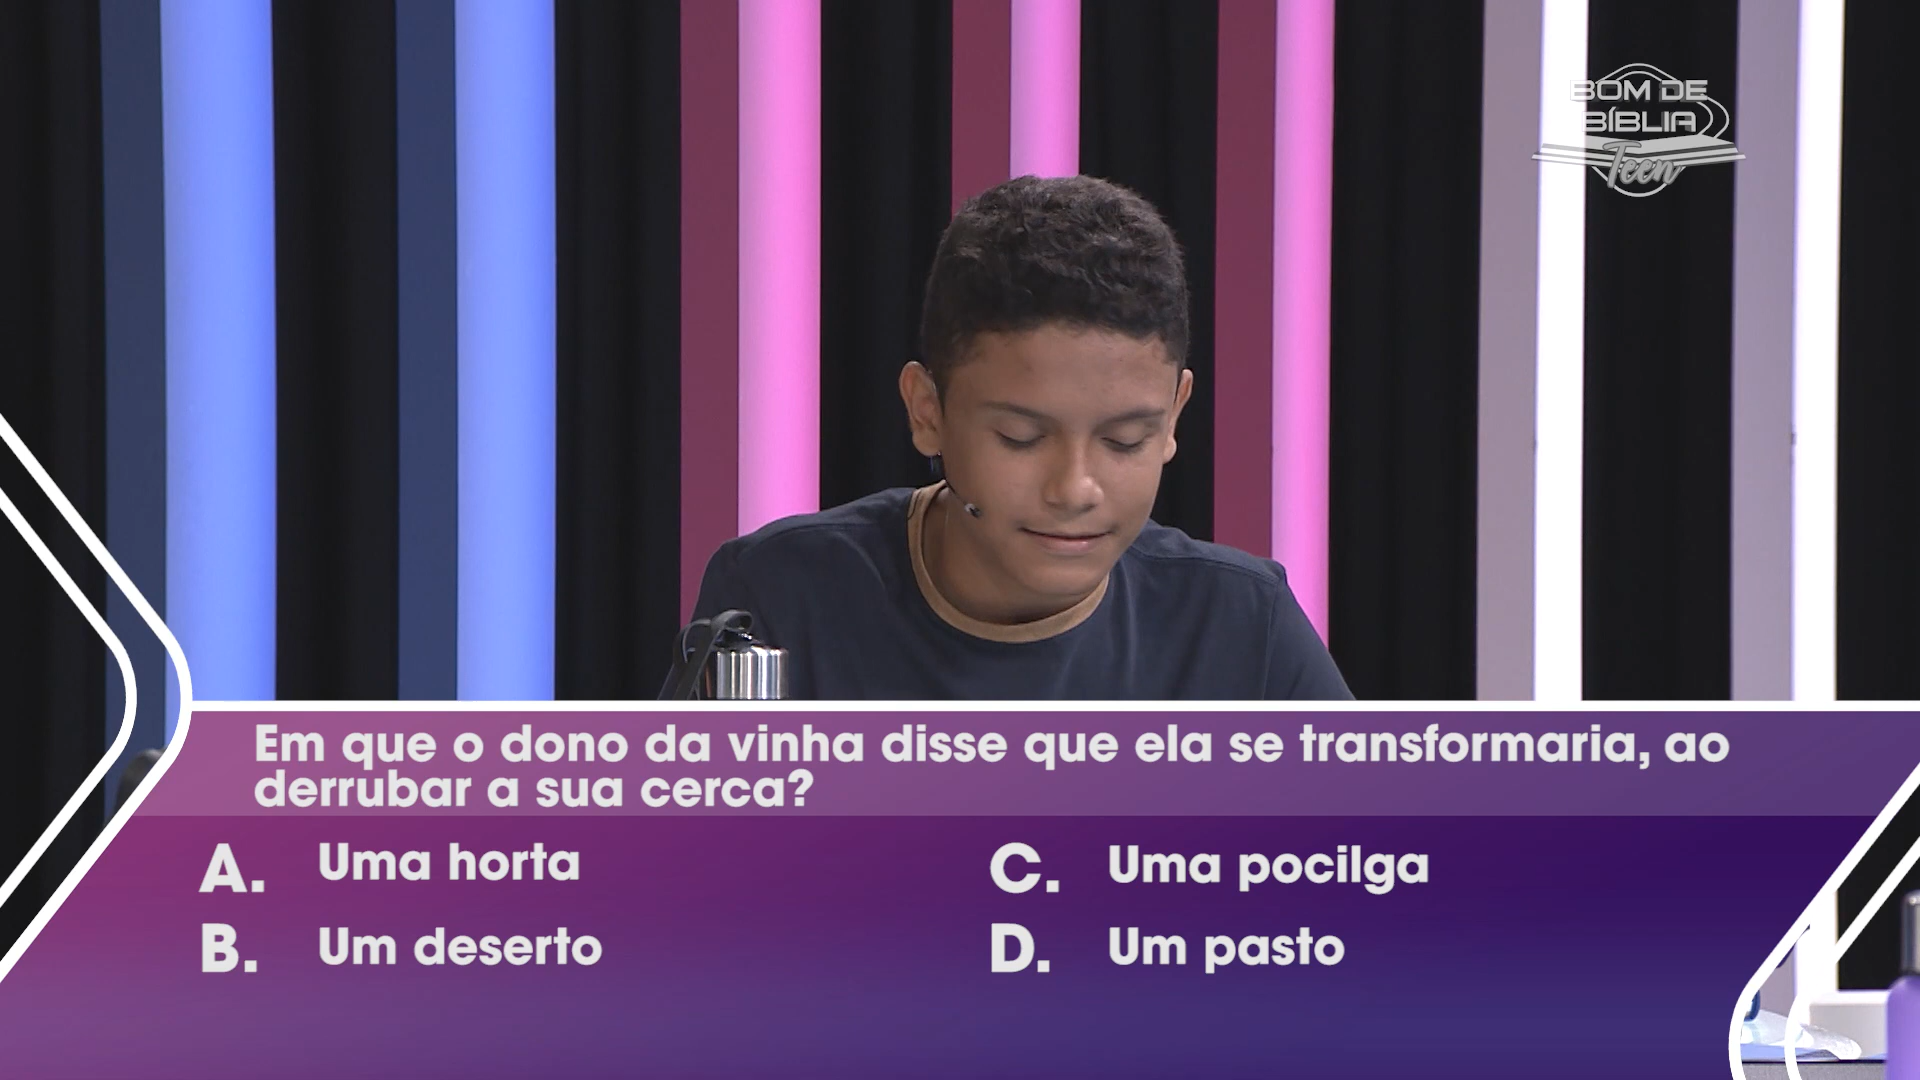 BOM DE
BÍBLIA
Teen
Em que o dono da vinha disse que ela se transformaria, ao
derrubar a sua cerca?
A. Uma horta
C. Uma pocilga
B. Um deserto
D. Um pasto